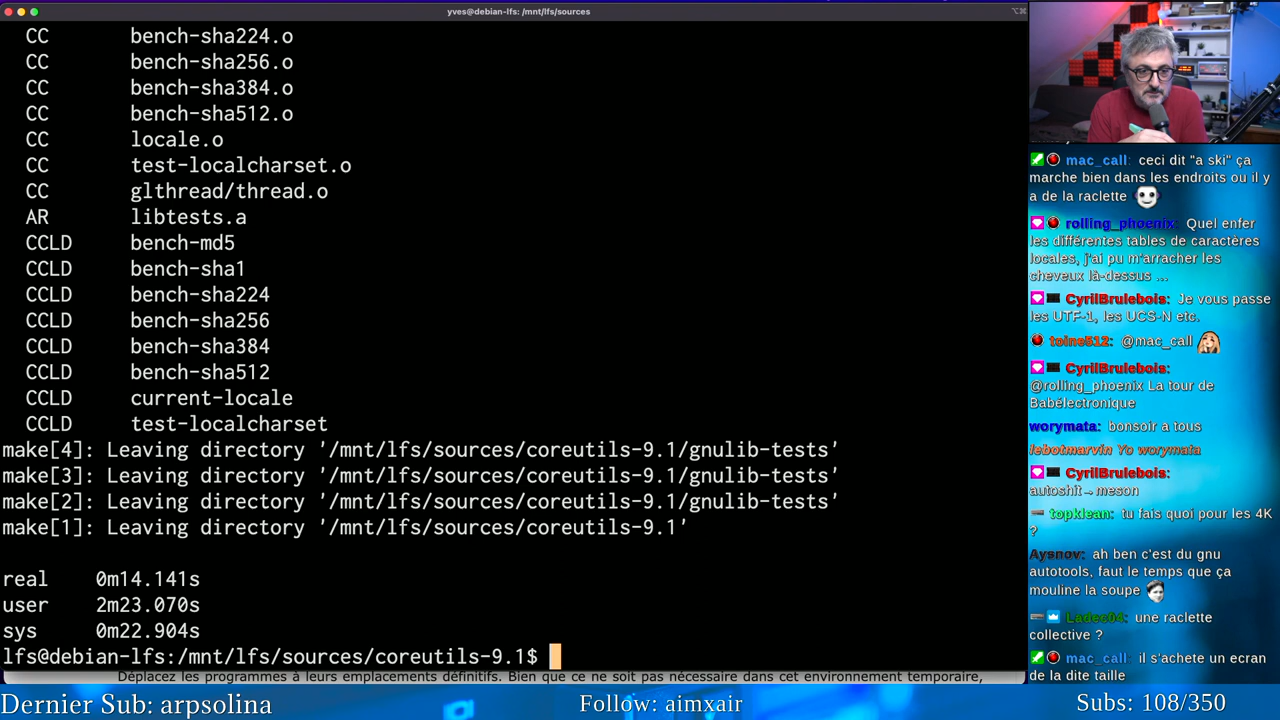 yves@debian-lfs: /mnt/lfs/sources
CC bench-sha224.o
CC bench-sha256.o
CC bench-sha384.o
CC bench-sha512.o
CC locale.o
CC test-localcharset.o
CC glthread/thread.o
AR libtests.a
CCLD bench-md5
CCLD bench-sha1
CCLD bench-sha224
CCLD bench-sha256
CCLD bench-sha384
CCLD bench-sha512
CCLD current-locale
CCLD test-localcharset
make[4]: Leaving directory '/mnt/lfs/sources/coreutils-9.1/gnulib-tests'
make[3]: Leaving directory '/mnt/lfs/sources/coreutils-9.1/gnulib-tests'
make[2]: Leaving directory '/mnt/lfs/sources/coreutils-9.1/gnulib-tests'
make[1]: Leaving directory '/mnt/lfs/sources/coreutils-9.1'
real 0m14.141s
user 2m23.070s
sys 0m22.904s
lfs@debian-lfs:/mnt/lfs/sources/coreutils-9.1$
Déplacez les programmes à leurs emplacements définitifs. Bien que ce ne soit pas nécessaire dans cet environnement temporaire,
mac_call: ceci dit "a ski" ça
marche bien dans les endroits ou il y
a de la raclette
rolling_phoenix: Quel enfer
les différentes tables de caractères
locales, j'ai pu m'arracher les
cheveux là-dessus ...
CyrilBrulebois: Je vous passe
les UTF-1, les UCS-N etc.
toine512: @mac_call
CyrilBrulebois:
@rolling_phoenix La tour de
Babélectronique
worymata: bonsoir a tous
lebotmarvin Yo worymata
CyrilBrulebois:
autoshit→meson
topklean: tu fais quoi pour les 4K
?
Aysnov: ah ben c'est du gnu
autotools, faut le temps que ça
mouline la soupe
Ladec04: une raclette
collective ?
mac_call: il s'achete un ecran
de la dite taille
Dernier Sub: arpsolina
Follow: aimxair
Subs: 108/350